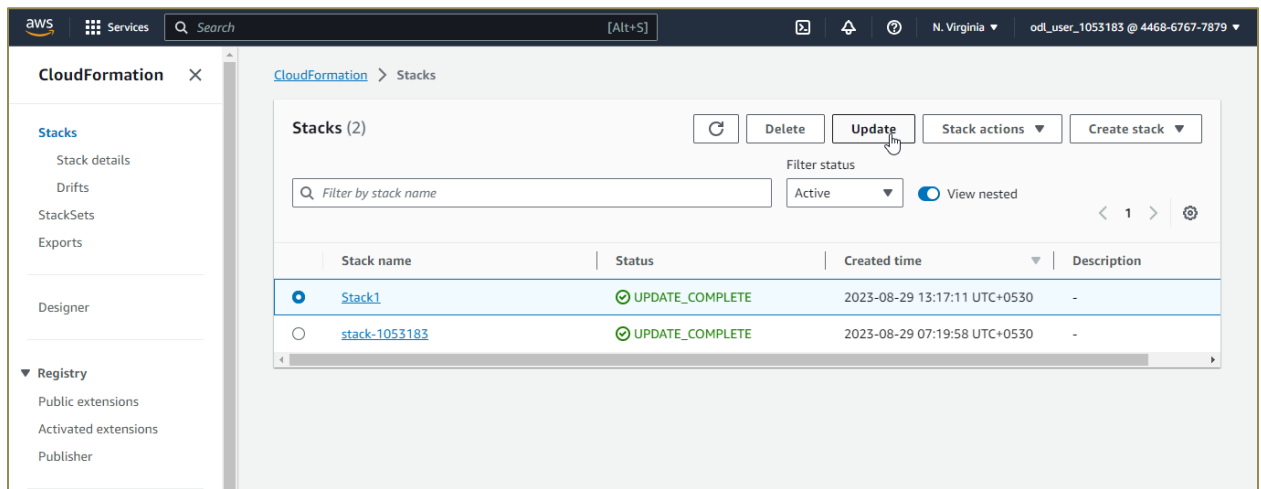 aws Services Search [Alt+S] N. Virginia odl_user_1053183 @ 4468-6767-7879
CloudFormation
Stacks
Stack details
Drifts
StackSets
Exports
Designer
Registry
Public extensions
Activated extensions
Publisher
CloudFormation > Stacks
Stacks (2) Delete Update Stack actions Create stack
Filter status
Filter by stack name Active View nested
1
Stack name Status Created time Description
Stack1 UPDATE_COMPLETE 2023-08-29 13:17:11 UTC+0530 -
stack-1053183 UPDATE_COMPLETE 2023-08-29 07:19:58 UTC+0530 -